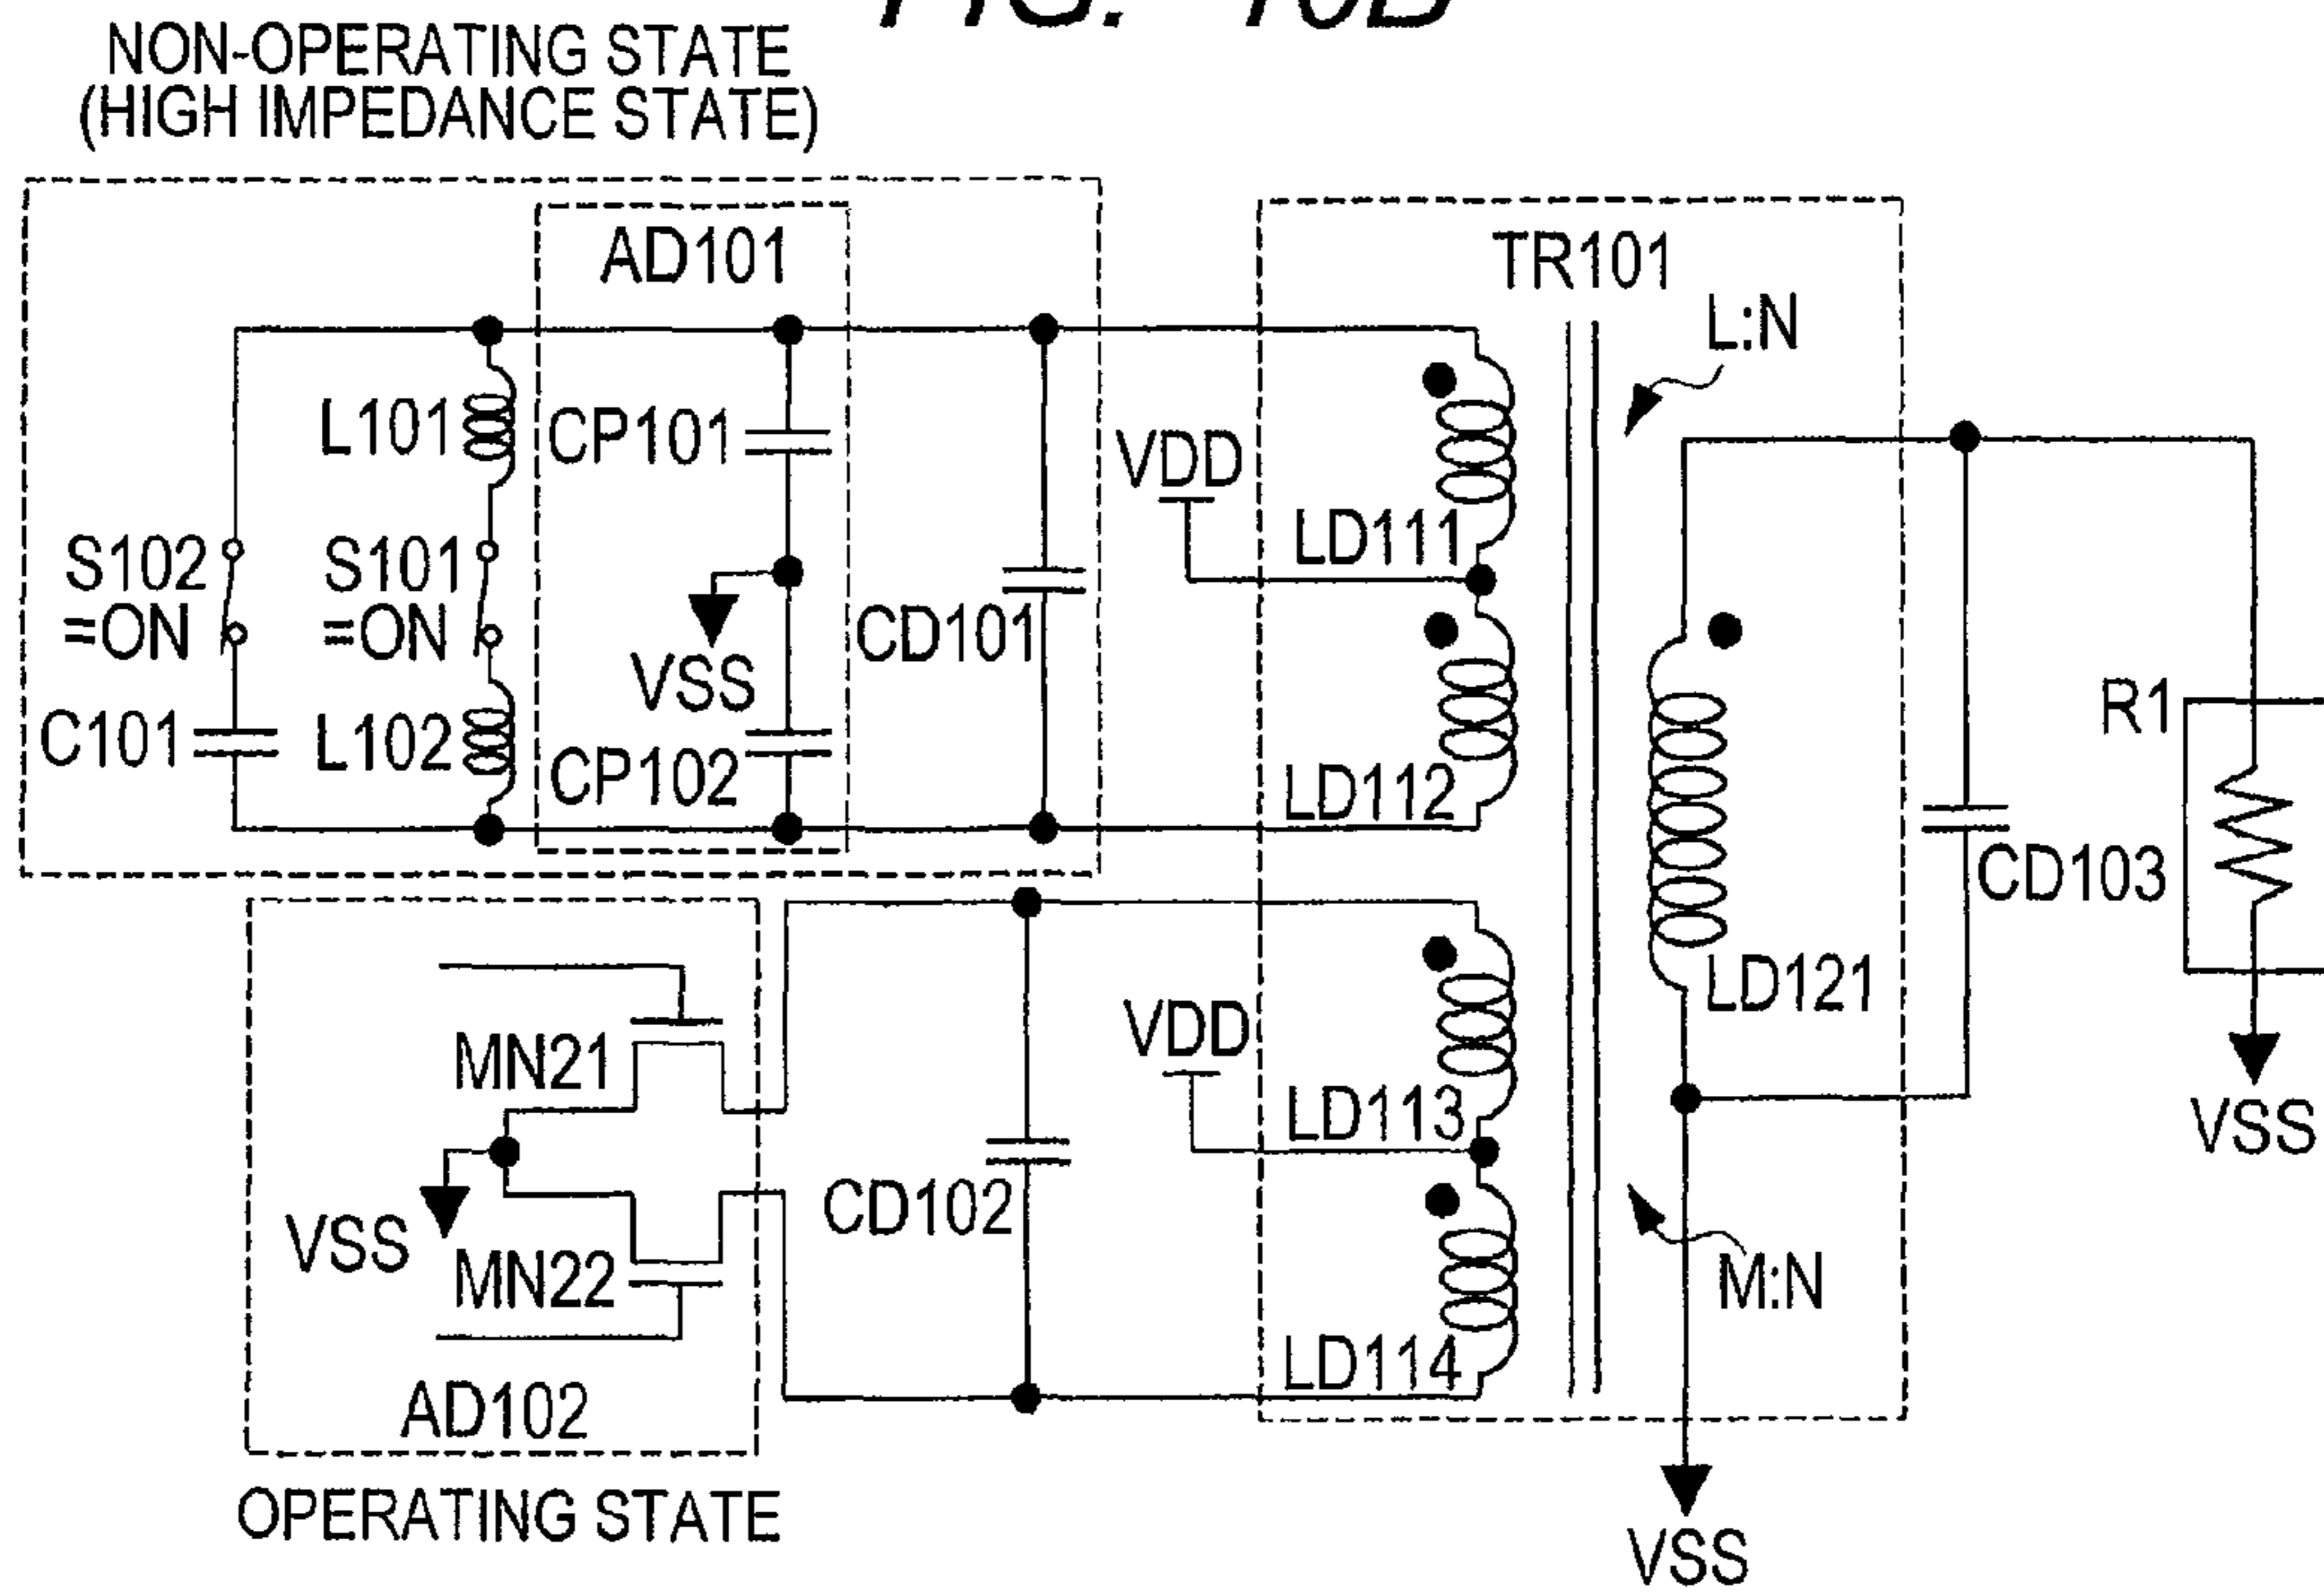 NON-OPERATING STATE
(HIGH IMPEDANCE STATE)
AD101
TR101
L:N
L101
CP101
VDD
LD111
S102
=ON
S101
=ON
VSS
CD101
C101
L102
CP102
LD112
R1
CD103
LD121
MN21
VDD
LD113
VSS
VSS
MN22
CD102
M:N
AD102
LD114
OPERATING STATE
VSS